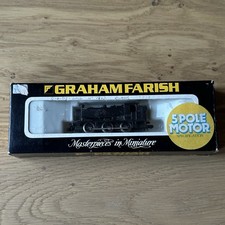 GRAHAM FARISH
5 POLE
MOTOR
Masterpieces in Miniature